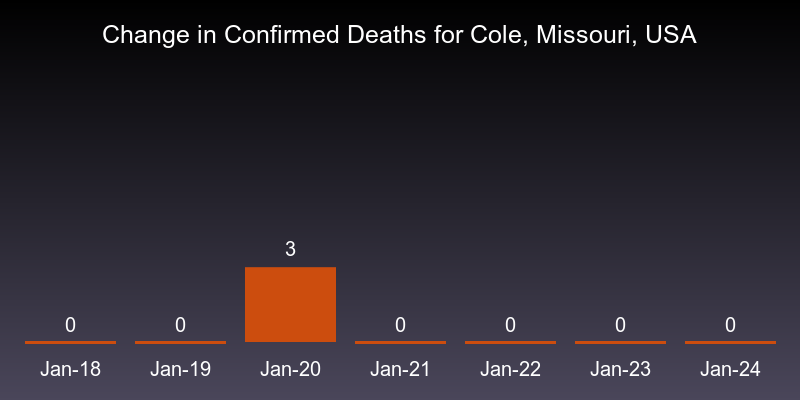 Change in Confirmed Deaths for Cole, Missouri, USA
3
0 0 0 0 0 0
Jan-18 Jan-19 Jan-20 Jan-21 Jan-22 Jan-23 Jan-24